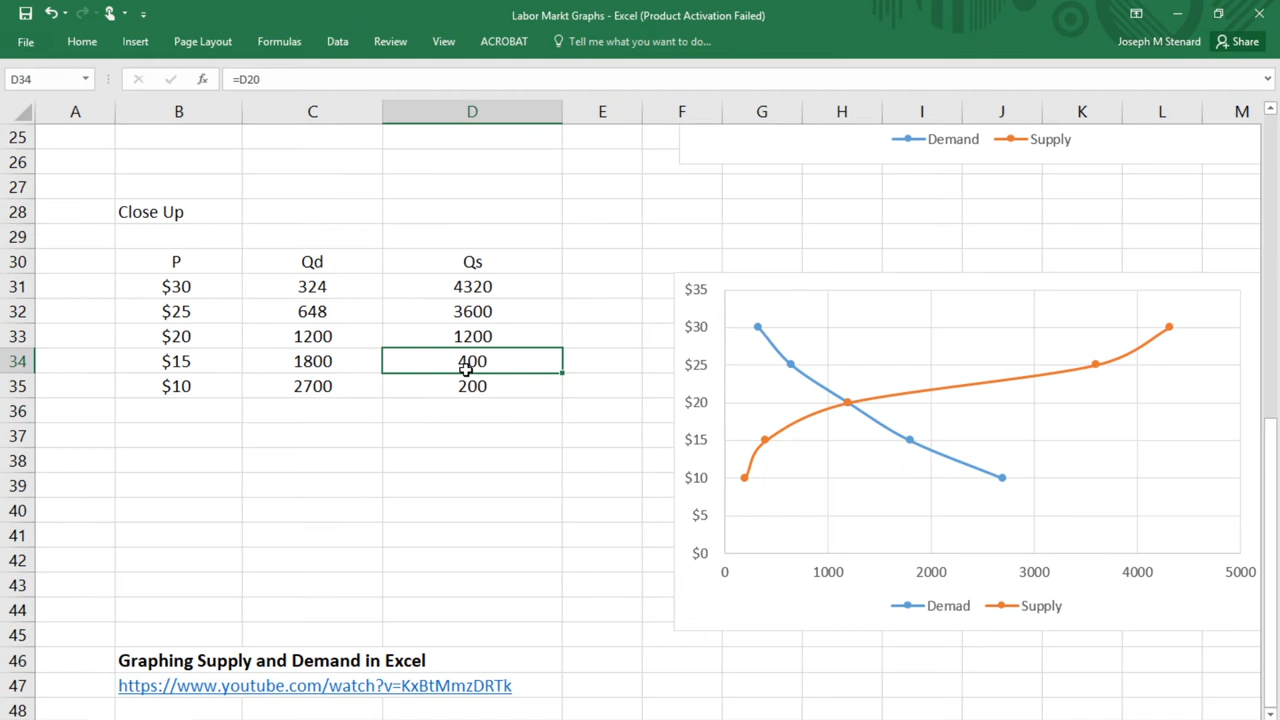 Labor Markt Graphs - Excel (Product Activation Failed)
File Home Insert Page Layout Formulas Data Review View ACROBAT Tell me what you want to do... Joseph M Stenard Share
D34 fx =D20
A B C D E F G H I J K L M
25 Demand Supply
26
27
28 Close Up
29
30 P Qd Qs
31 $30 324 4320
32 $25 648 3600
33 $20 1200 1200
34 $15 1800 400
35 $10 2700 200
36
37
38
39
40
41
42
43
44
45
46 Graphing Supply and Demand in Excel
47 https://www.youtube.com/watch?v=KxBtMmzDRTk
48
$35
$30
$25
$20
$15
$10
$5
$0
0 1000 2000 3000 4000 5000
Demad Supply